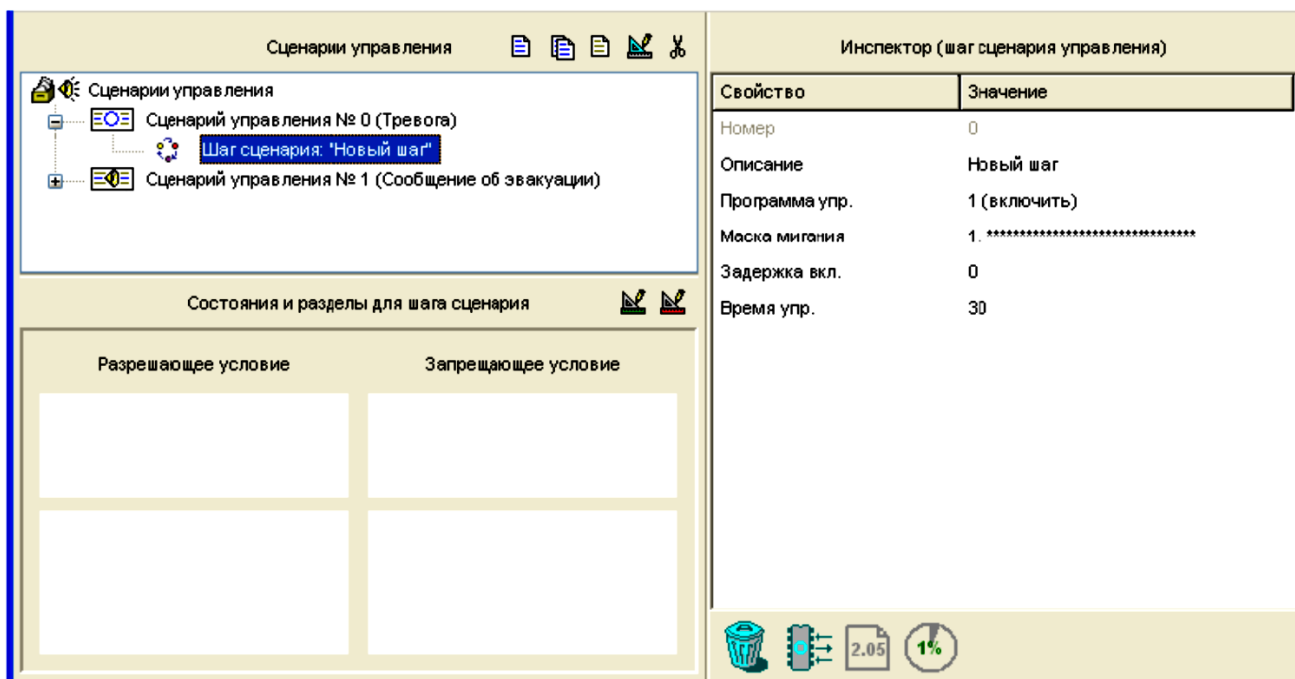 Сценарии управления
Сценарии управления
Сценарий управления № 0 (Тревога)
Шаг сценария: "Новый шаг"
Сценарий управления № 1 (Сообщение об эвакуации)
Состояния и разделы для шага сценария
Разрешающее условие Запрещающее условие
Инспектор (шаг сценария управления)
Свойство Значение
Номер 0
Описание Новый шаг
Программа упр. 1 (включить)
Маска мигания 1. ********************************
Задержка вкл. 0
Время упр. 30
2.05 1%